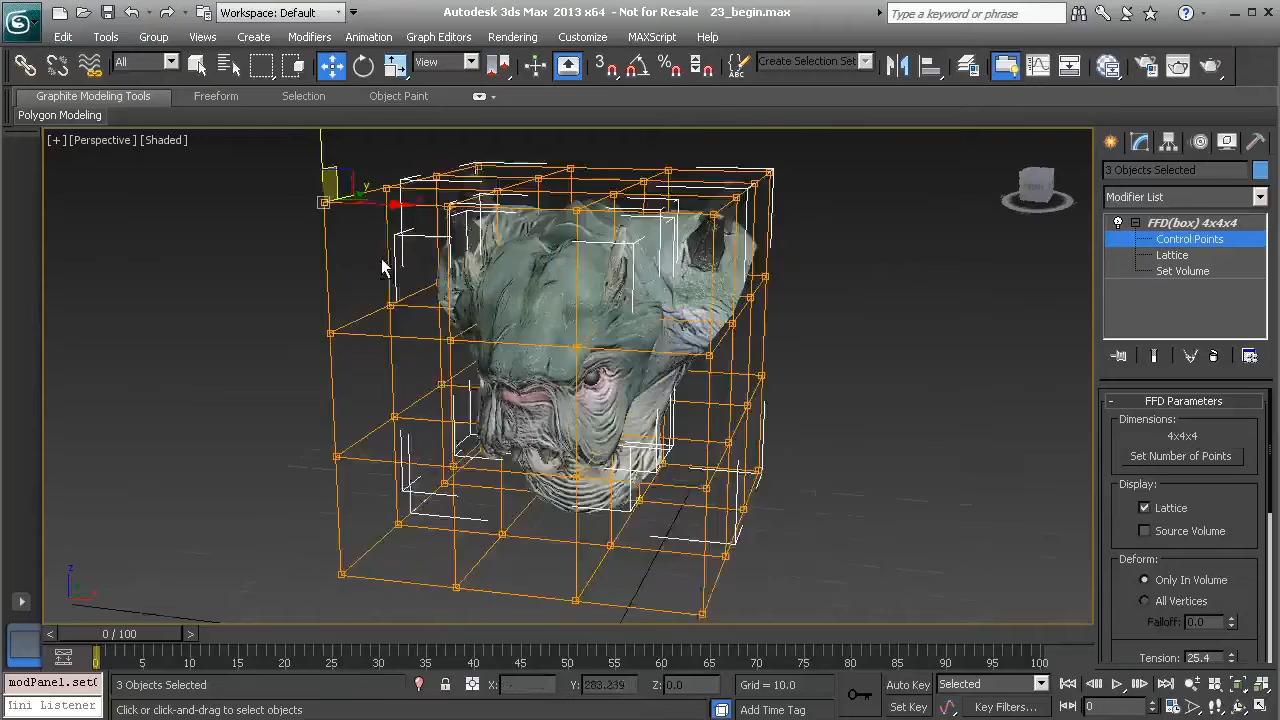 Workspace: Default
Autodesk 3ds Max 2013 x64 - Not for Resale 23_begin.max
Type a keyword or phrase
Edit Tools Group Views Create Modifiers Animation Graph Editors Rendering Customize MAXScript Help
All View Create Selection Set
Graphite Modeling Tools Freeform Selection Object Paint
Polygon Modeling
[+] [Perspective ] [Shaded ]
3 Objects Selected
Modifier List
FFD(box) 4x4x4
Control Points
Lattice
Set Volume
- FFD Parameters
Dimensions:
4x4x4
Set Number of Points
Display:
Lattice
Source Volume
Deform:
Only In Volume
All Vertices
Falloff: 0.0
Tension: 25.4
y
z
x
< 0 / 100 >
0 5 10 15 20 25 30 35 40 45 50 55 60 65 70 75 80 85 90 95 100
modPanel.setC
3 Objects Selected X: Y: 283.239 Z: 0.0 Grid = 10.0 Auto Key Selected
Mini Listener
Click or click-and-drag to select objects Add Time Tag Set Key Key Filters... 0